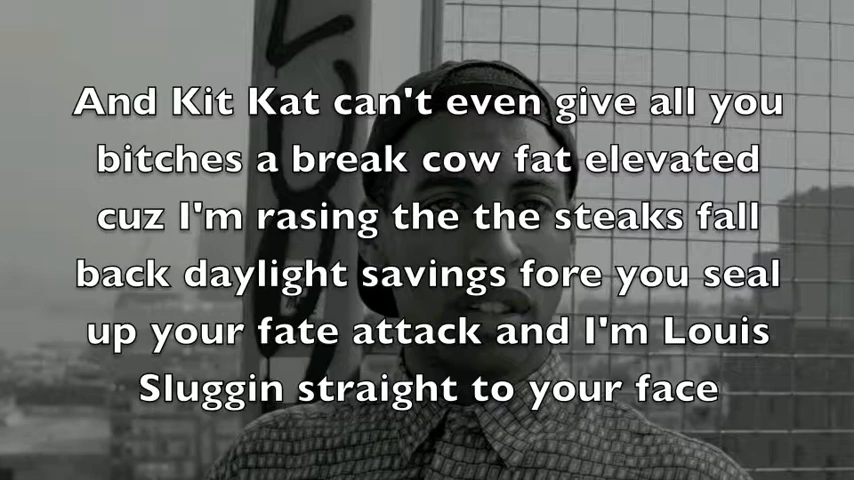 And Kit Kat can't even give all you
bitches a break cow fat elevated
cuz I'm rasing the the steaks fall
back daylight savings fore you seal
up your fate attack and I'm Louis
Sluggin straight to your face